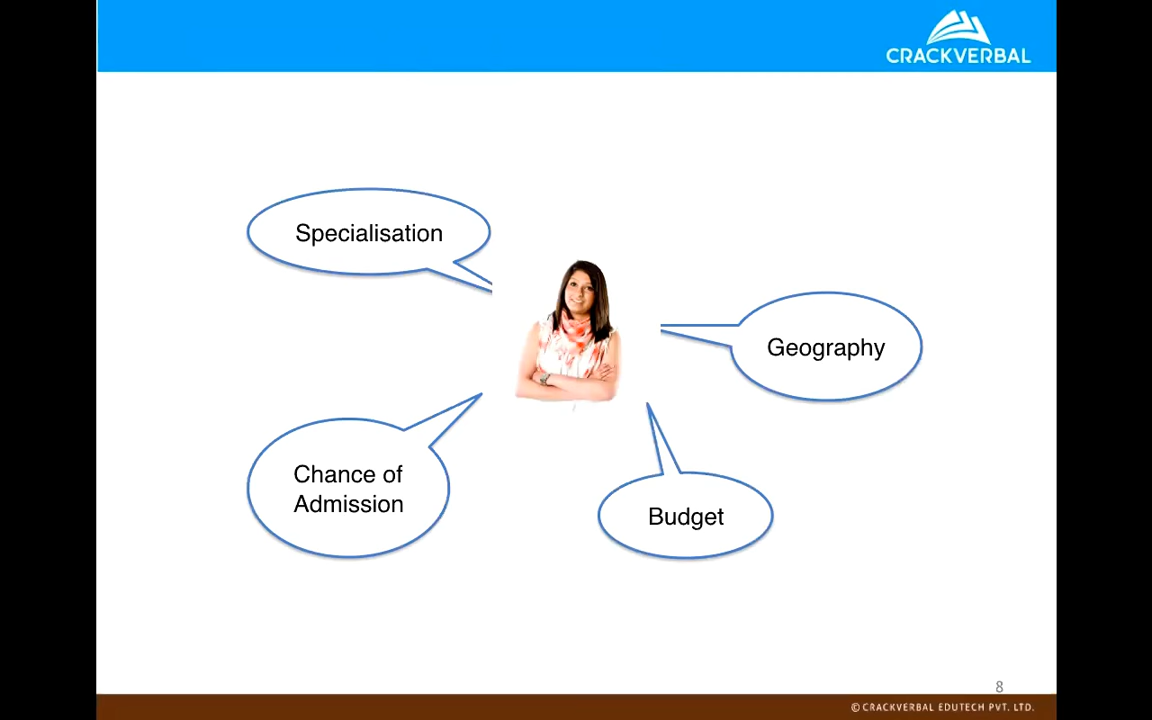 CRACKVERBAL
Specialisation
Geography
Chance of
Admission
Budget
8
© CRACKVERBAL EDUTECH PVT. LTD.